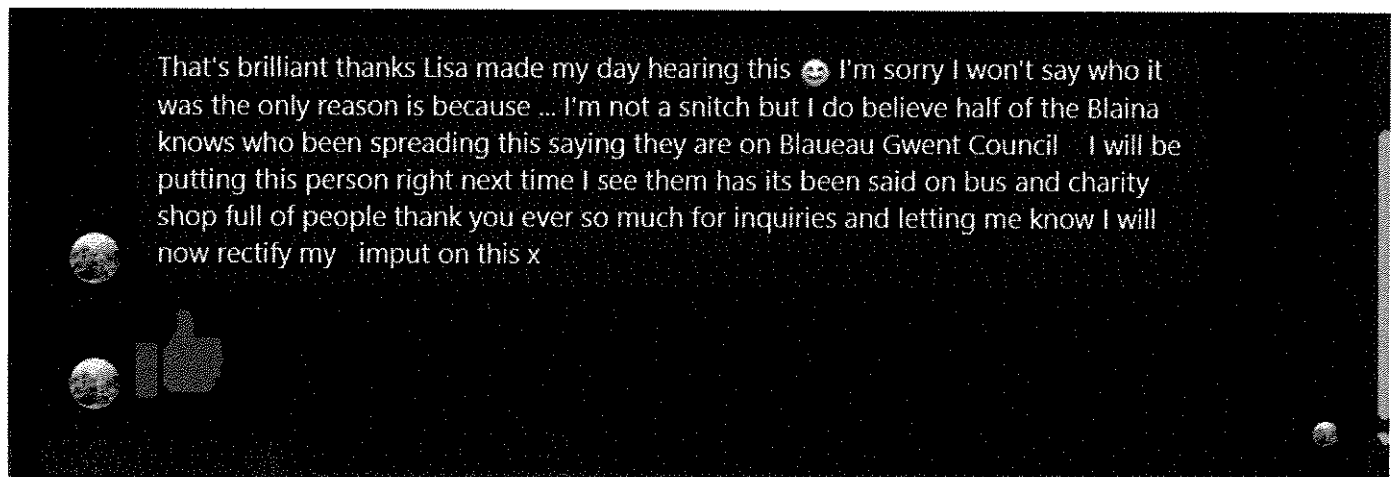 That's brilliant thanks Lisa made my day hearing this 😊 I'm sorry I won't say who it
was the only reason is because ... I'm not a snitch but I do believe half of the Blaina
knows who been spreading this saying they are on Blaueau Gwent Council I will be
putting this person right next time I see them has its been said on bus and charity
shop full of people thank you ever so much for inquiries and letting me know I will
now rectify my imput on this x